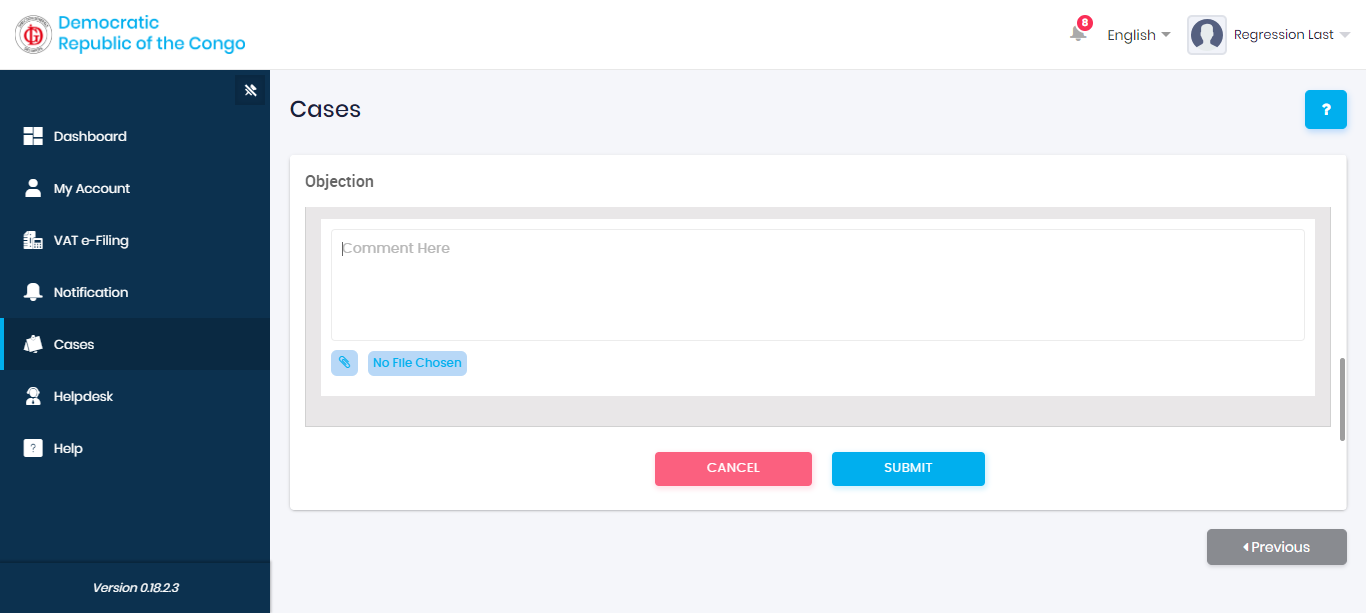 Democratic
Republic of the Congo
8
English
Regression Last
Dashboard
My Account
VAT e-Filing
Notification
Cases
Helpdesk
?
Help
Version 0.18.2.3
Cases
?
Objection
Comment Here
No File Chosen
CANCEL
SUBMIT
Previous